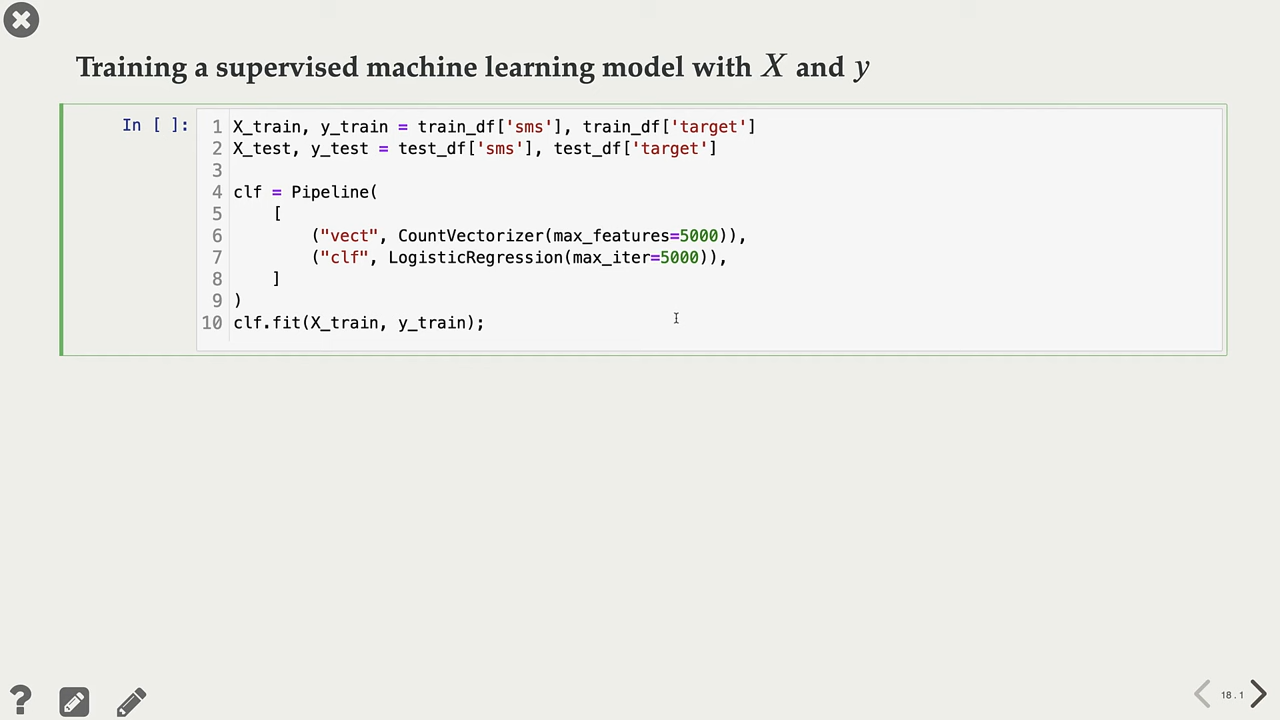 Training a supervised machine learning model with X and y
In [ ]:
1 X_train, y_train = train_df['sms'], train_df['target']
2 X_test, y_test = test_df['sms'], test_df['target']
3
4 clf = Pipeline(
5     [
6         ("vect", CountVectorizer(max_features=5000)),
7         ("clf", LogisticRegression(max_iter=5000)),
8     ]
9 )
10 clf.fit(X_train, y_train);
?
18 . 1